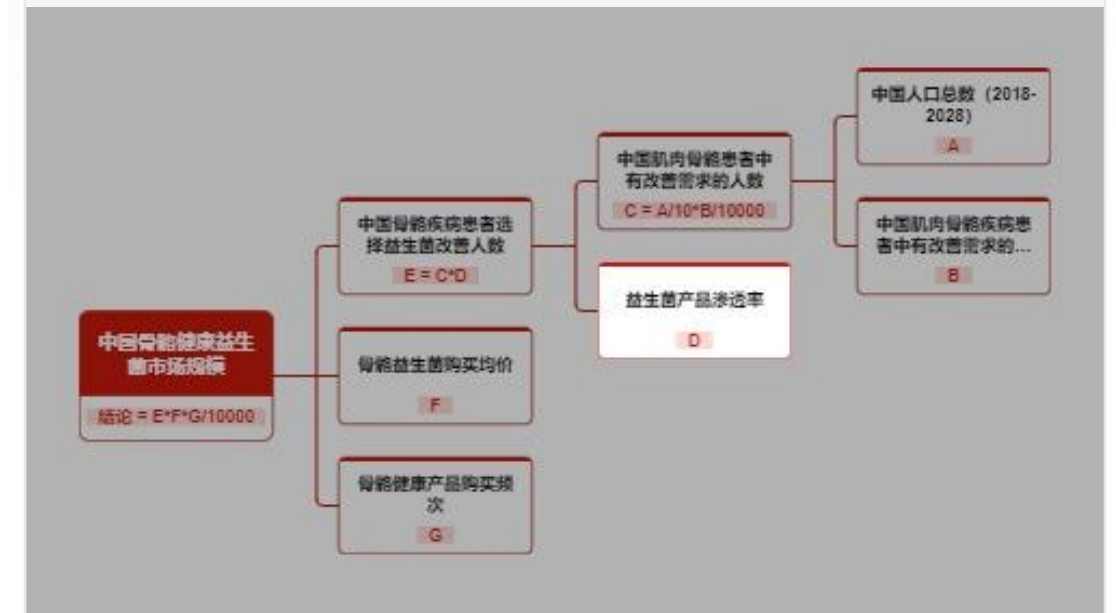 中国骨骼健康益生
菌市场规模
结论 = E*F*G/10000
中国骨骼疾病患者选
择益生菌改善人数
E = C*D
骨骼益生菌购买均价
F
骨骼健康产品购买频
次
G
中国肌肉骨骼患者中
有改善需求的人数
C = A/10*B/10000
益生菌产品渗透率
D
中国人口总数（2018-
2028）
A
中国肌肉骨骼疾病患
者中有改善需求的...
B